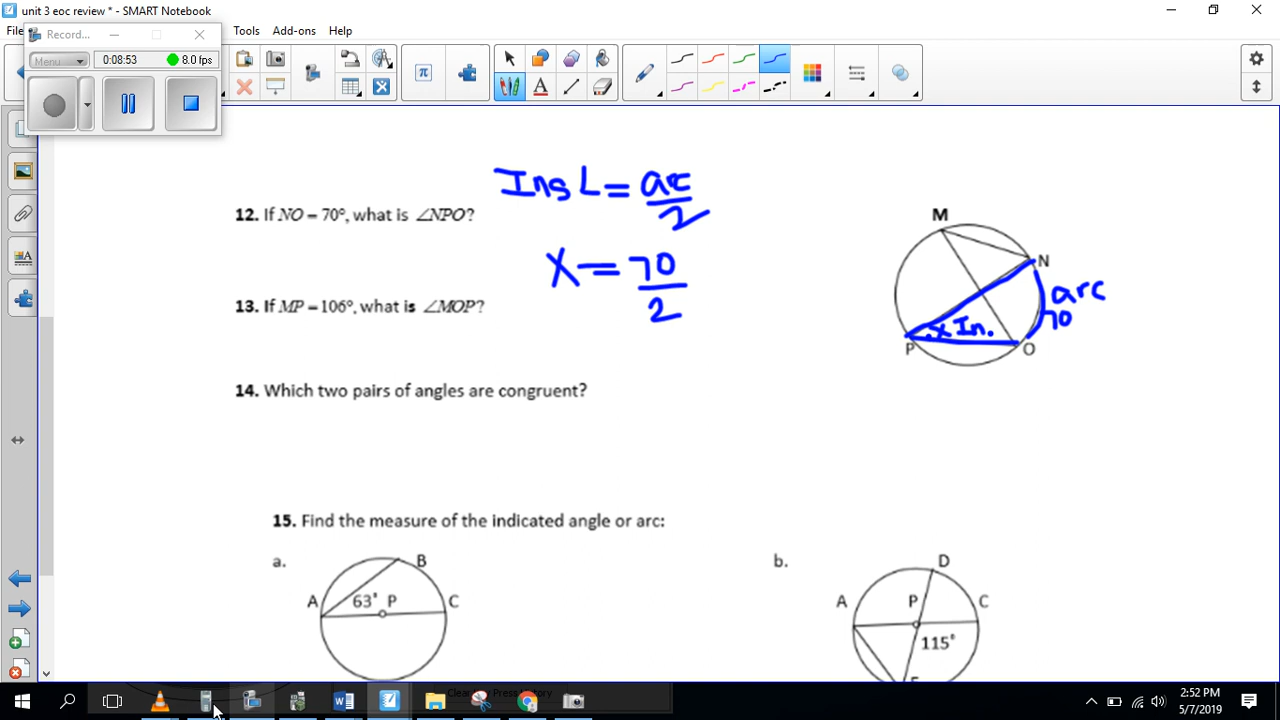 unit 3 eoc review * - SMART Notebook
Record...
Tools Add-ons Help
Menu
0:08:53
8.0 fps
Ins L = arc
2
12. If NO = 70°, what is ∠NPO?
X = 70
2
13. If MP = 106°, what is ∠MOP?
M
N
arc
70
x In.
P
O
14. Which two pairs of angles are congruent?
15. Find the measure of the indicated angle or arc:
a.
B
A
63°
P
C
b.
D
A
P
C
115°
2:52 PM
5/7/2019